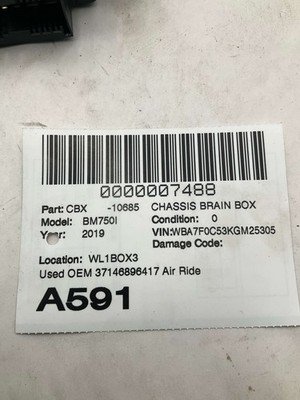 0000007488
Part: CBX -10685 CHASSIS BRAIN BOX
Model: BM750I Condition: 0
Year: 2019 VIN:WBA7F0C53KGM25305
Damage Code:
Location: WL1BOX3
Used OEM 37146896417 Air Ride
A591